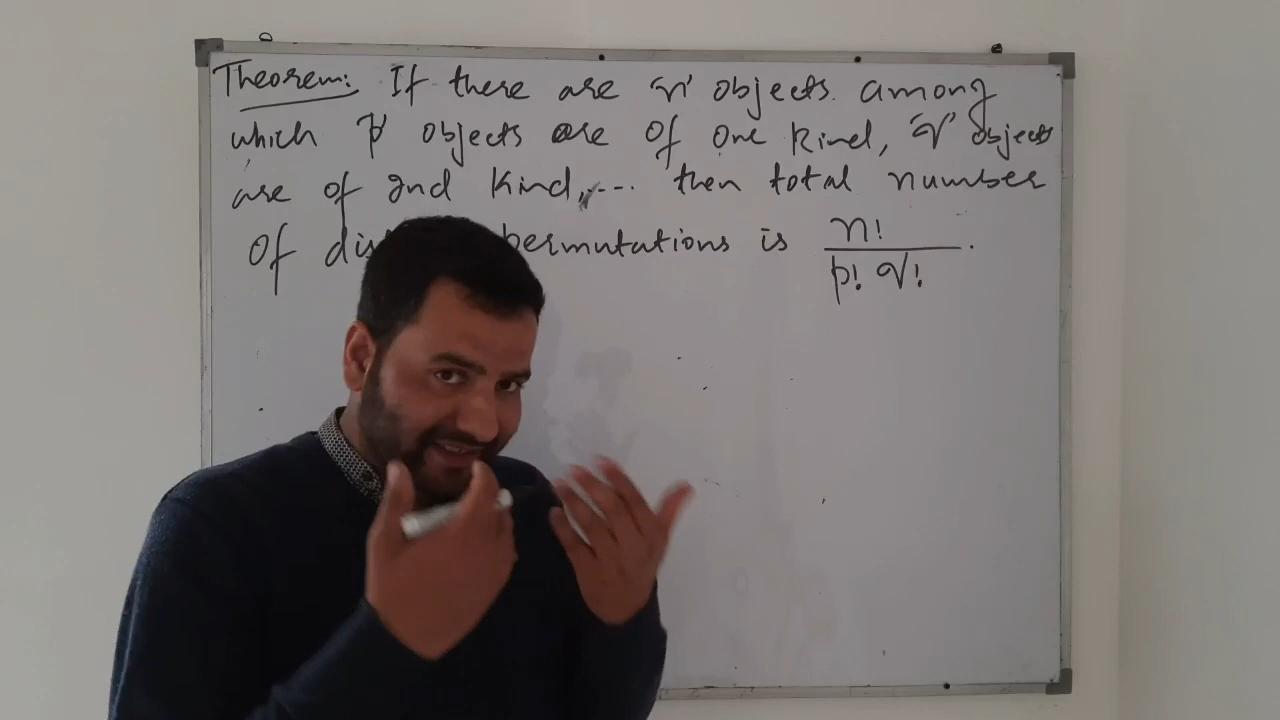 Theorem: If there are 'n' objects among
which 'p' objects are of one kind, 'q' objects
are of 2nd kind, ... then total number
of permutations is n! / p! q!